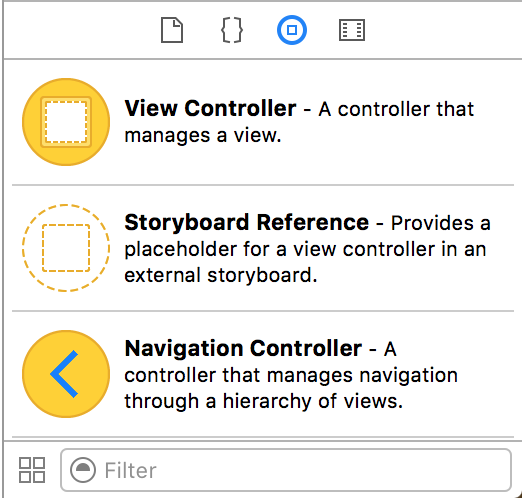 View Controller - A controller that
manages a view.
Storyboard Reference - Provides a
placeholder for a view controller in an
external storyboard.
Navigation Controller - A
controller that manages navigation
through a hierarchy of views.
Filter